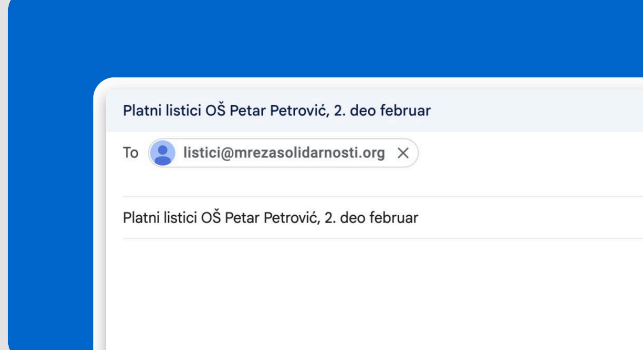 Platni listici OŠ Petar Petrović, 2. deo februar
To listici@mrezasolidarnosti.org
Platni listici OŠ Petar Petrović, 2. deo februar